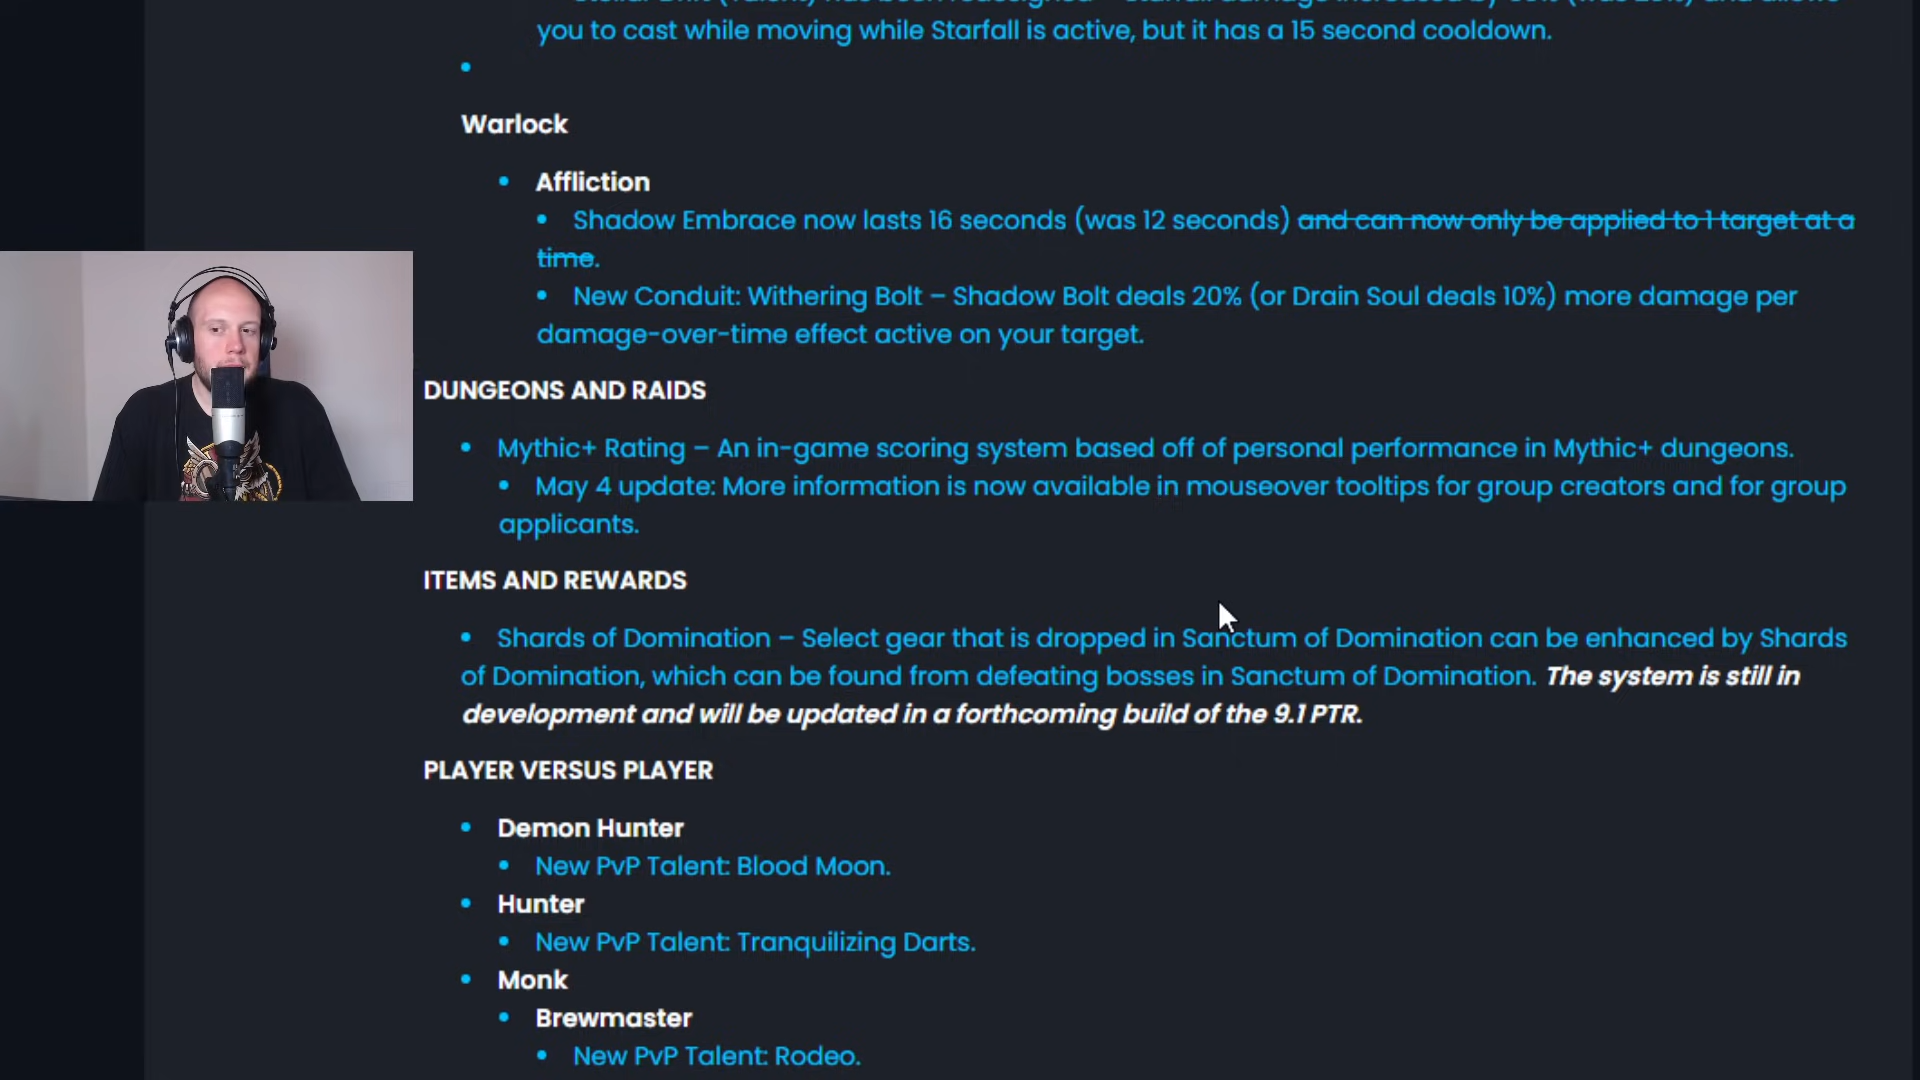 you to cast while moving while Starfall is active, but it has a 15 second cooldown.
Warlock
Affliction
Shadow Embrace now lasts 16 seconds (was 12 seconds) and can now only be applied to 1 target at a
time.
New Conduit: Withering Bolt – Shadow Bolt deals 20% (or Drain Soul deals 10%) more damage per
damage-over-time effect active on your target.
DUNGEONS AND RAIDS
Mythic+ Rating – An in-game scoring system based off of personal performance in Mythic+ dungeons.
May 4 update: More information is now available in mouseover tooltips for group creators and for group
applicants.
ITEMS AND REWARDS
Shards of Domination – Select gear that is dropped in Sanctum of Domination can be enhanced by Shards
of Domination, which can be found from defeating bosses in Sanctum of Domination. The system is still in
development and will be updated in a forthcoming build of the 9.1 PTR.
PLAYER VERSUS PLAYER
Demon Hunter
New PvP Talent: Blood Moon.
Hunter
New PvP Talent: Tranquilizing Darts.
Monk
Brewmaster
New PvP Talent: Rodeo.